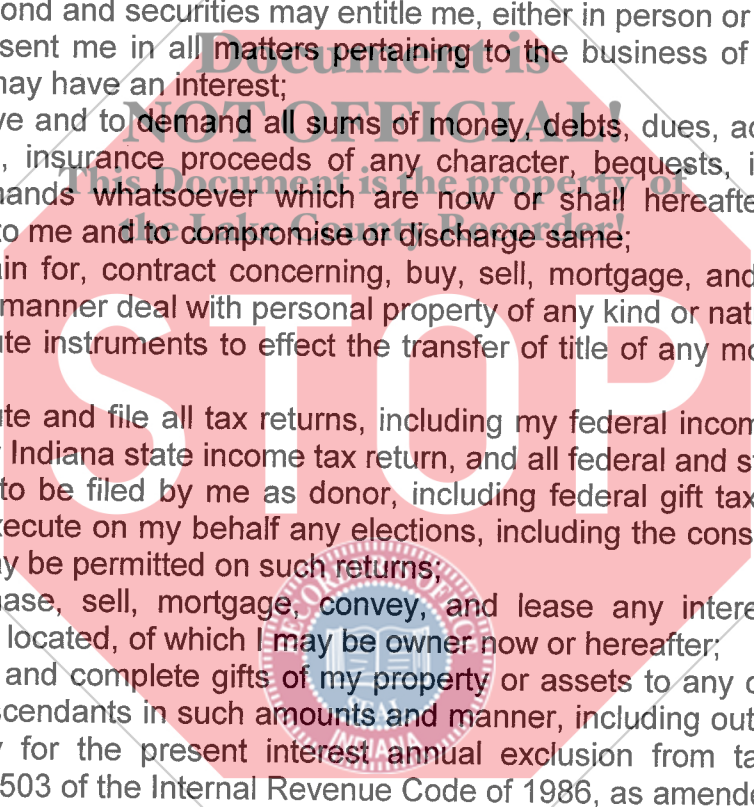 ond and securities may entitle me, either in person or
sent me in all matters pertaining to the business of
may have an interest;
ve and to demand all sums of money, debts, dues, ac
, insurance proceeds of any character, bequests, i
mands whatsoever which are now or shall hereafte
to me and to compromise or discharge same;
ain for, contract concerning, buy, sell, mortgage, and
manner deal with personal property of any kind or nat
ute instruments to effect the transfer of title of any mo
ute and file all tax returns, including my federal incom
Indiana state income tax return, and all federal and s
to be filed by me as donor, including federal gift tax
xecute on my behalf any elections, including the cons
y be permitted on such returns;
hase, sell, mortgage, convey, and lease any intere
located, of which I may be owner now or hereafter;
and complete gifts of my property or assets to any
scendants in such amounts and manner, including out
for the present interest annual exclusion from ta
503 of the Internal Revenue Code of 1986, as amende
Document is
NOT OFFICIAL!
This Document is the property of
the Lake County Recorder!
STOP
RECORDER'S OFFICE
SEAL
INDIANA